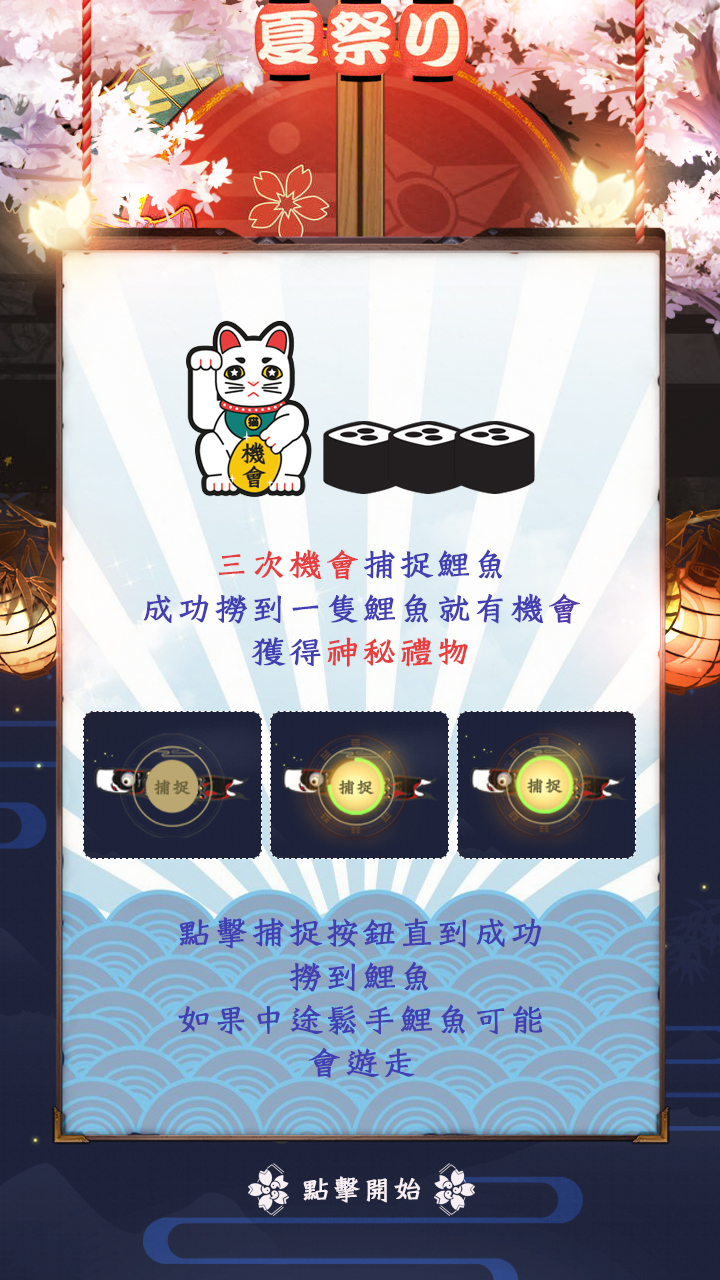 夏祭り
猫
機
會
三次機會捕捉鯉魚
成功撈到一隻鯉魚就有機會
獲得神秘禮物
捕捉
捕捉
捕捉
點擊捕捉按鈕直到成功
撈到鯉魚
如果中途鬆手鯉魚可能
會遊走
點擊開始